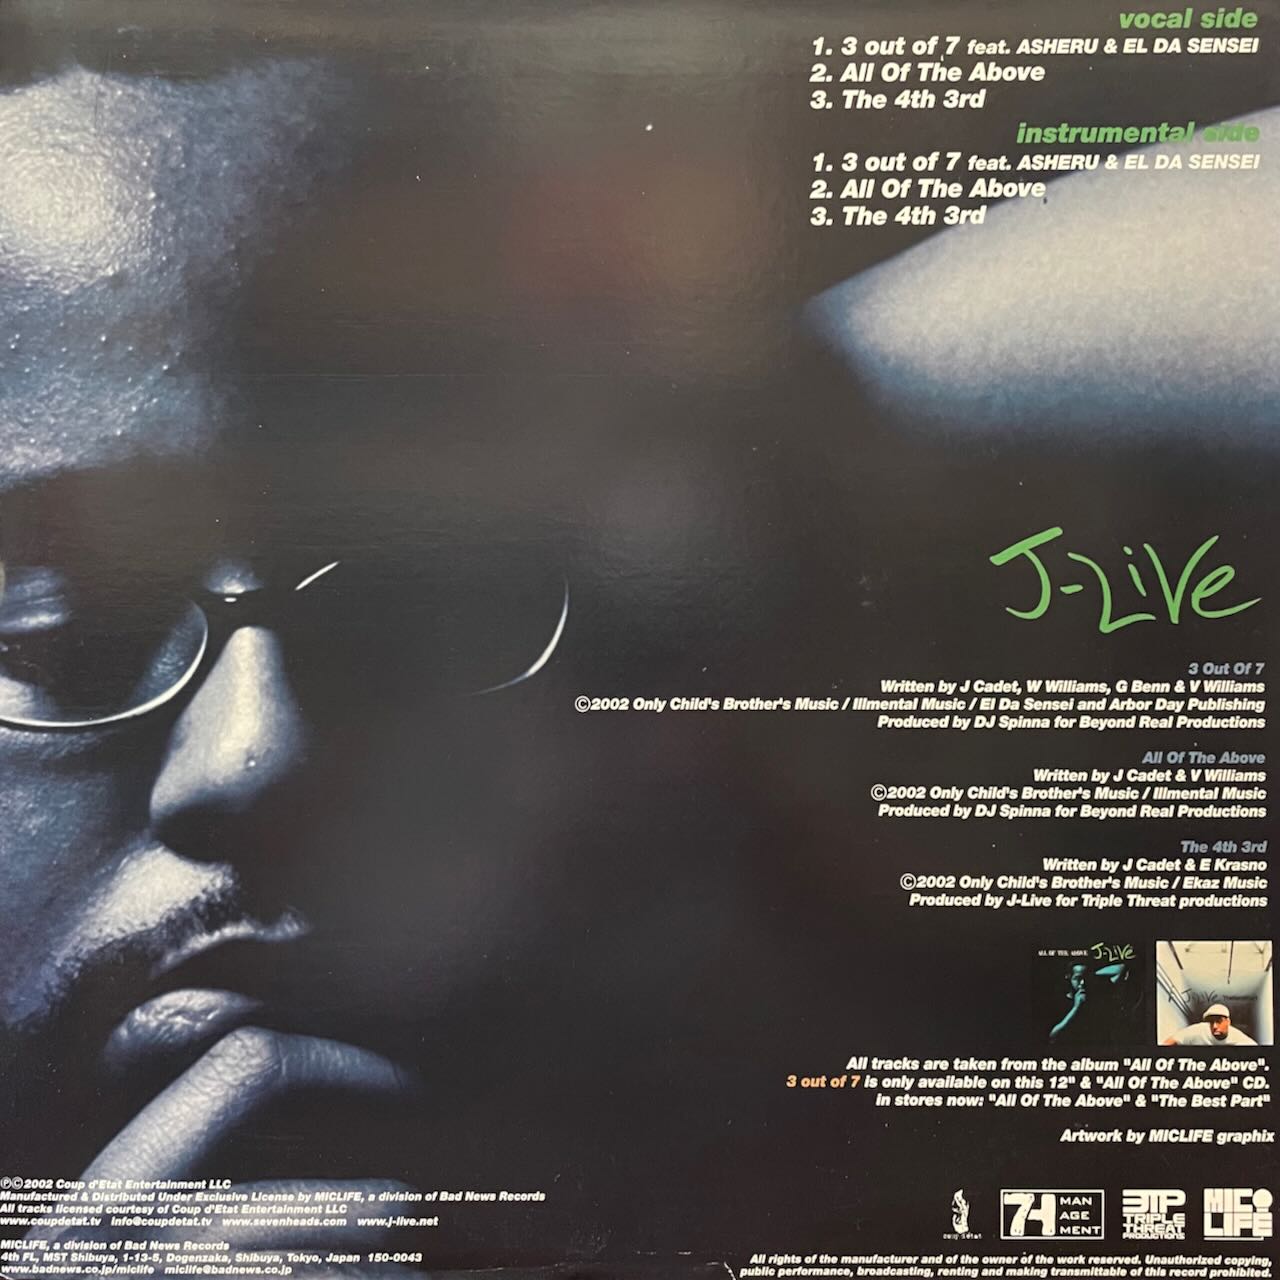 vocal side
1. 3 out of 7 feat. ASHERU & EL DA SENSEI
2. All Of The Above
3. The 4th 3rd
instrumental side
1. 3 out of 7 feat. ASHERU & EL DA SENSEI
2. All Of The Above
3. The 4th 3rd
J-LiVe
3 Out Of 7
Written by J Cadet, W Williams, G Benn & V Williams
©2002 Only Child's Brother's Music / Illmental Music / El Da Sensei and Arbor Day Publishing
Produced by DJ Spinna for Beyond Real Productions
All Of The Above
Written by J Cadet & V Williams
©2002 Only Child's Brother's Music / Illmental Music
Produced by DJ Spinna for Beyond Real Productions
The 4th 3rd
Written by J Cadet & E Krasno
©2002 Only Child's Brother's Music / Ekaz Music
Produced by J-Live for Triple Threat productions
ALL OF THE ABOVE J-LiVe
J-LiVe
All tracks are taken from the album "All Of The Above".
3 out of 7 is only available on this 12" & "All Of The Above" CD.
in stores now: "All Of The Above" & "The Best Part"
Artwork by MICLIFE graphix
℗©2002 Coup d'Etat Entertainment LLC
Manufactured & Distributed Under Exclusive License by MICLIFE, a division of Bad News Records
All tracks licensed courtesy of Coup d'Etat Entertainment LLC
www.coupdetat.tv info@coupdetat.tv www.sevenheads.com www.j-live.net
MICLIFE, a division of Bad News Records
4th FL, MST Shibuya, 1-13-5, Dogenzaka, Shibuya, Tokyo, Japan 150-0043
www.badnews.co.jp/miclife miclife@badnews.co.jp
7H MAN AGE MENT
3TP TRIPLE THREAT PRODUCTIONS
MIC LIFE
All rights of the manufacturer and of the owner of the work reserved. Unauthorized copying,
public performance, broadcasting, renting and making transmittable of this record prohibited.